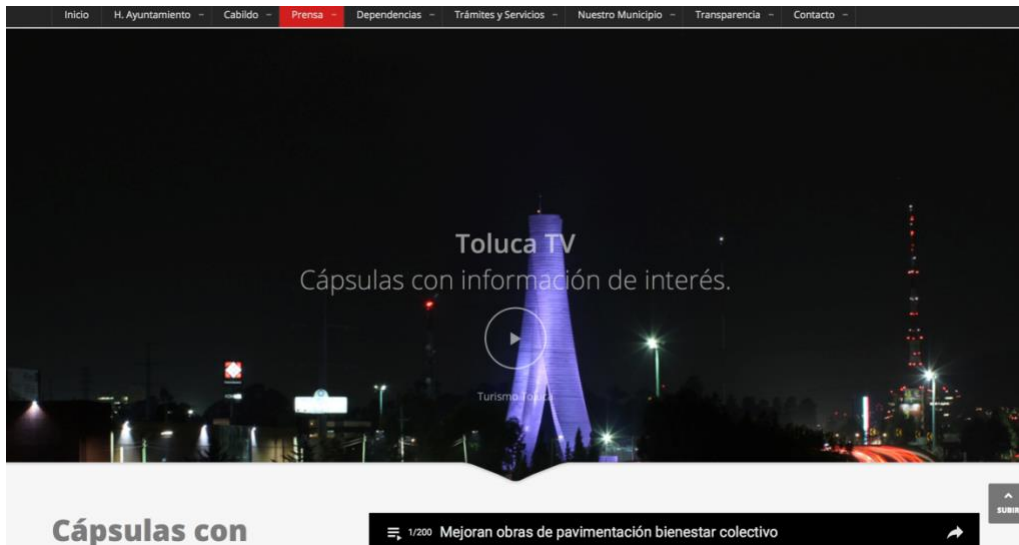 Inicio H. Ayuntamiento – Cabildo – Prensa – Dependencias – Trámites y Servicios – Nuestro Municipio – Transparencia – Contacto –
Toluca TV
Cápsulas con información de interés.
Turismo Toluca
SUBIR
Cápsulas con
1/200 Mejoran obras de pavimentación bienestar colectivo